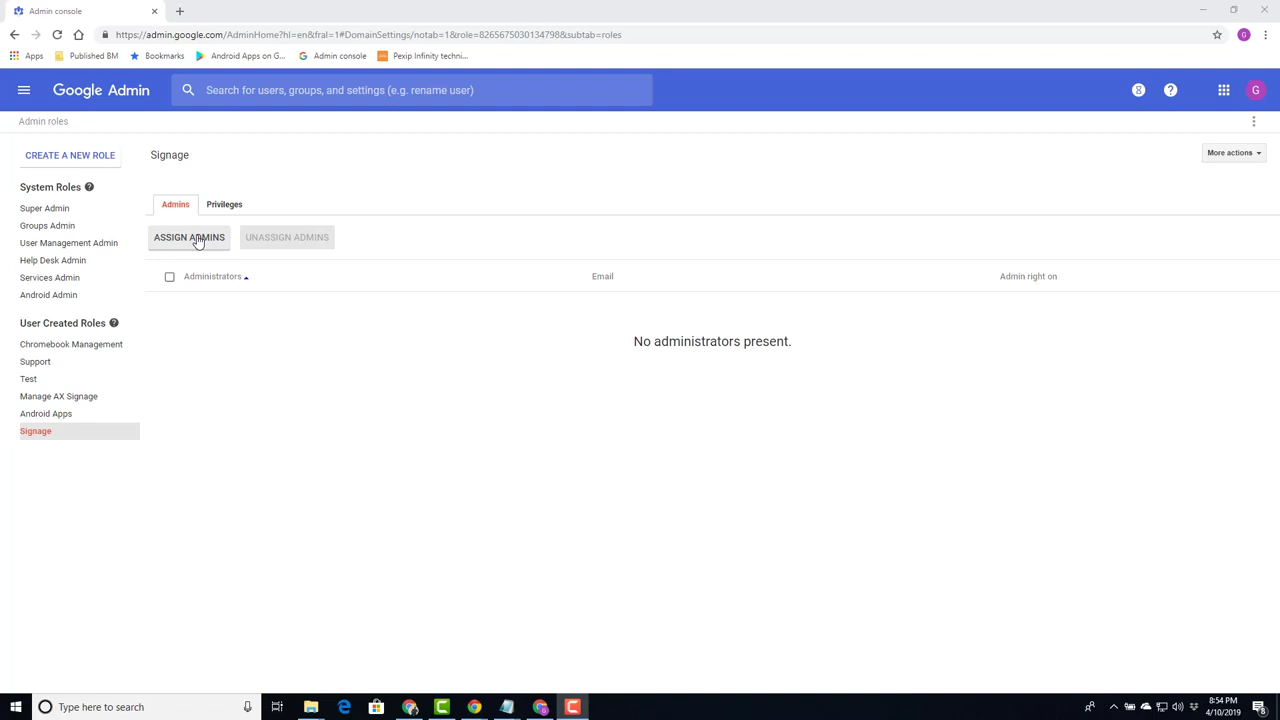 Admin console
https://admin.google.com/AdminHome?hl=en&fral=1#DomainSettings/notab=1&role=8265675030134798&subtab=roles
G
Apps
Published BM
Bookmarks
Android Apps on G...
Admin console
Pexip Infinity techni...
Google Admin
Search for users, groups, and settings (e.g. rename user)
G
Admin roles
CREATE A NEW ROLE
Signage
More actions
System Roles
Super Admin
Groups Admin
User Management Admin
Help Desk Admin
Services Admin
Android Admin
User Created Roles
Chromebook Management
Support
Test
Manage AX Signage
Android Apps
Signage
Admins
Privileges
ASSIGN ADMINS
UNASSIGN ADMINS
Administrators
Email
Admin right on
No administrators present.
Type here to search
8:54 PM
4/10/2019
8